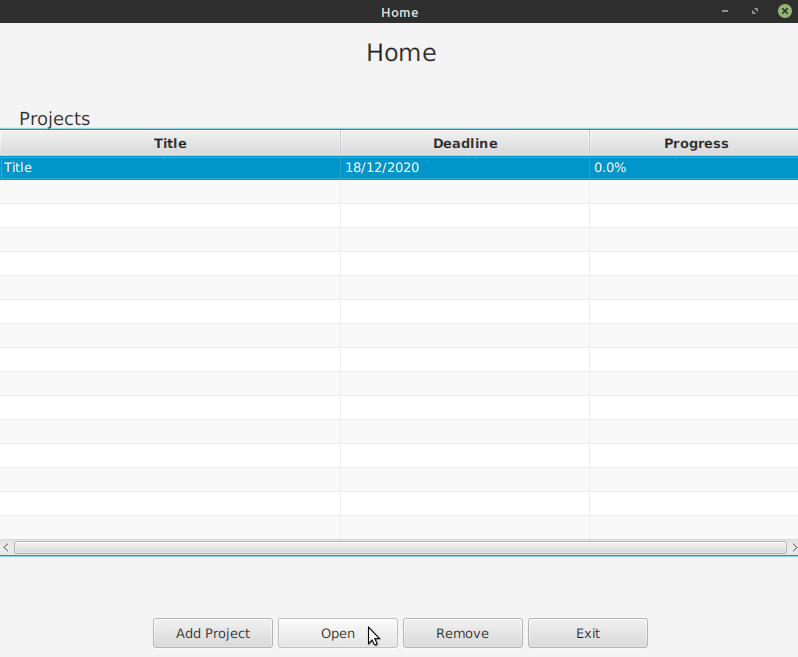 Home
Home
Projects
Title Deadline Progress
Title 18/12/2020 0.0%
Add Project Open Remove Exit